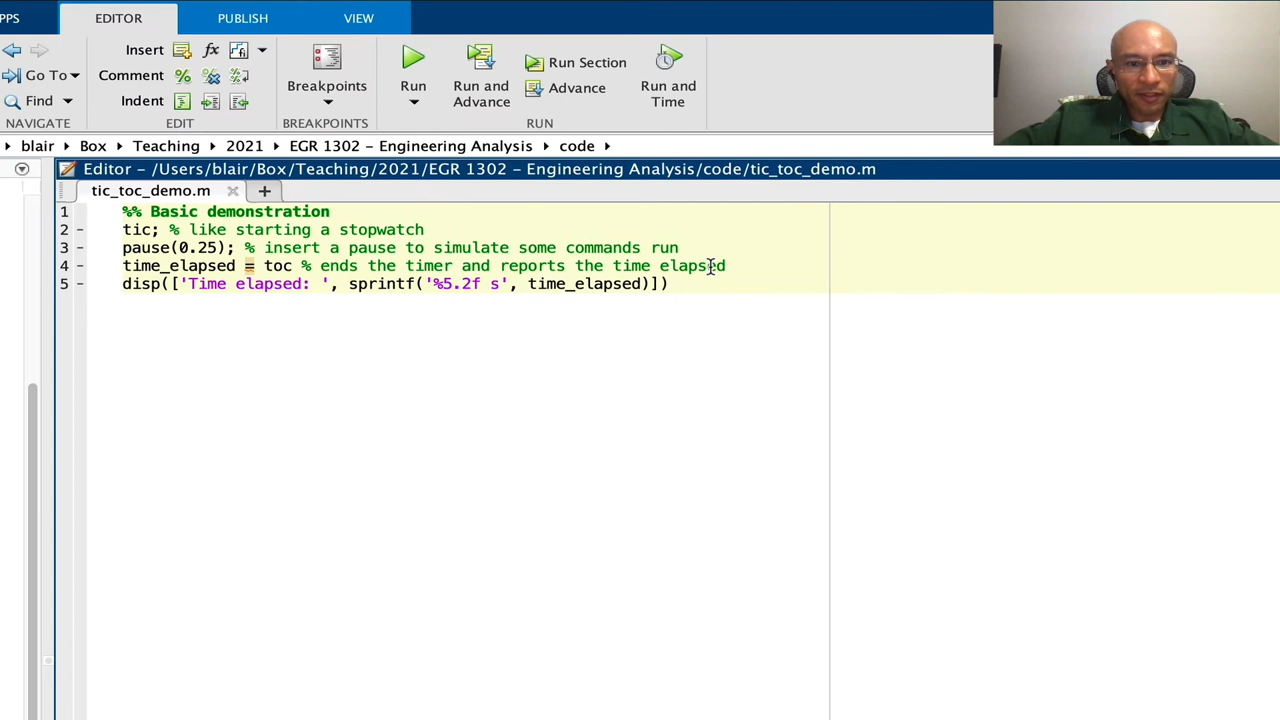 PPS EDITOR PUBLISH VIEW
Insert fx
Go To Comment % % %
Find Indent
Breakpoints
Run
Run and Advance
Run Section
Advance
Run and Time
NAVIGATE EDIT BREAKPOINTS RUN
blair Box Teaching 2021 EGR 1302 – Engineering Analysis code
Editor – /Users/blair/Box/Teaching/2021/EGR 1302 – Engineering Analysis/code/tic_toc_demo.m
tic_toc_demo.m × +
1 %% Basic demonstration
2 – tic; % like starting a stopwatch
3 – pause(0.25); % insert a pause to simulate some commands run
4 – time_elapsed = toc % ends the timer and reports the time elapsed
5 – disp(['Time elapsed: ', sprintf('%5.2f s', time_elapsed)])